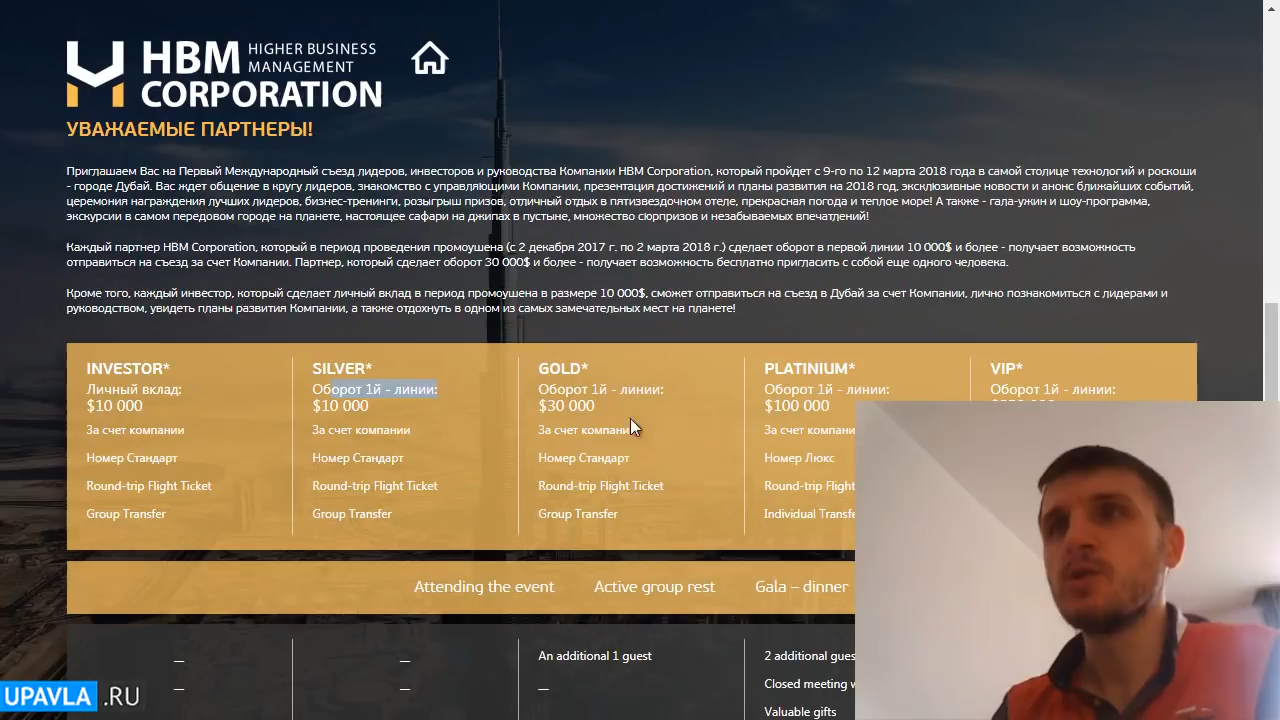 HBM HIGHER BUSINESS
MANAGEMENT
CORPORATION
УВАЖАЕМЫЕ ПАРТНЕРЫ!
Приглашаем Вас на Первый Международный съезд лидеров, инвесторов и руководства Компании HBM Corporation, который пройдет с 9-го по 12 марта 2018 года в самой столице технологий и роскоши
- городе Дубай. Вас ждет общение в кругу лидеров, знакомство с управляющими Компании, презентация достижений и планы развития на 2018 год, эксклюзивные новости и анонс ближайших событий,
церемония награждения лучших лидеров, бизнес-тренинги, розыгрыш призов, отличный отдых в пятизвездочном отеле, прекрасная погода и теплое море! А также - гала-ужин и шоу-программа,
экскурсии в самом передовом городе на планете, настоящее сафари на джипах в пустыне, множество сюрпризов и незабываемых впечатлений!
Каждый партнер HBM Corporation, который в период проведения промоушена (с 2 декабря 2017 г. по 2 марта 2018 г.) сделает оборот в первой линии 10 000$ и более - получает возможность
отправиться на съезд за счет Компании. Партнер, который сделает оборот 30 000$ и более - получает возможность бесплатно пригласить с собой еще одного человека.
Кроме того, каждый инвестор, который сделает личный вклад в период промоушена в размере 10 000$, сможет отправиться на съезд в Дубай за счет Компании, лично познакомиться с лидерами и
руководством, увидеть планы развития Компании, а также отдохнуть в одном из самых замечательных мест на планете!
INVESTOR*
Личный вклад:
$10 000
За счет компании
Номер Стандарт
Round-trip Flight Ticket
Group Transfer
SILVER*
Оборот 1й - линии:
$10 000
За счет компании
Номер Стандарт
Round-trip Flight Ticket
Group Transfer
GOLD*
Оборот 1й - линии:
$30 000
За счет компани
Номер Стандарт
Round-trip Flight Ticket
Group Transfer
PLATINIUM*
Оборот 1й - линии:
$100 000
За счет компани
Номер Люкс
Round-trip Flight
Individual Transfe
VIP*
Оборот 1й - линии:
Attending the event Active group rest Gala – dinner
— — An additional 1 guest 2 additional gues
— — — Closed meeting w
Valuable gifts
UPAVLA .RU